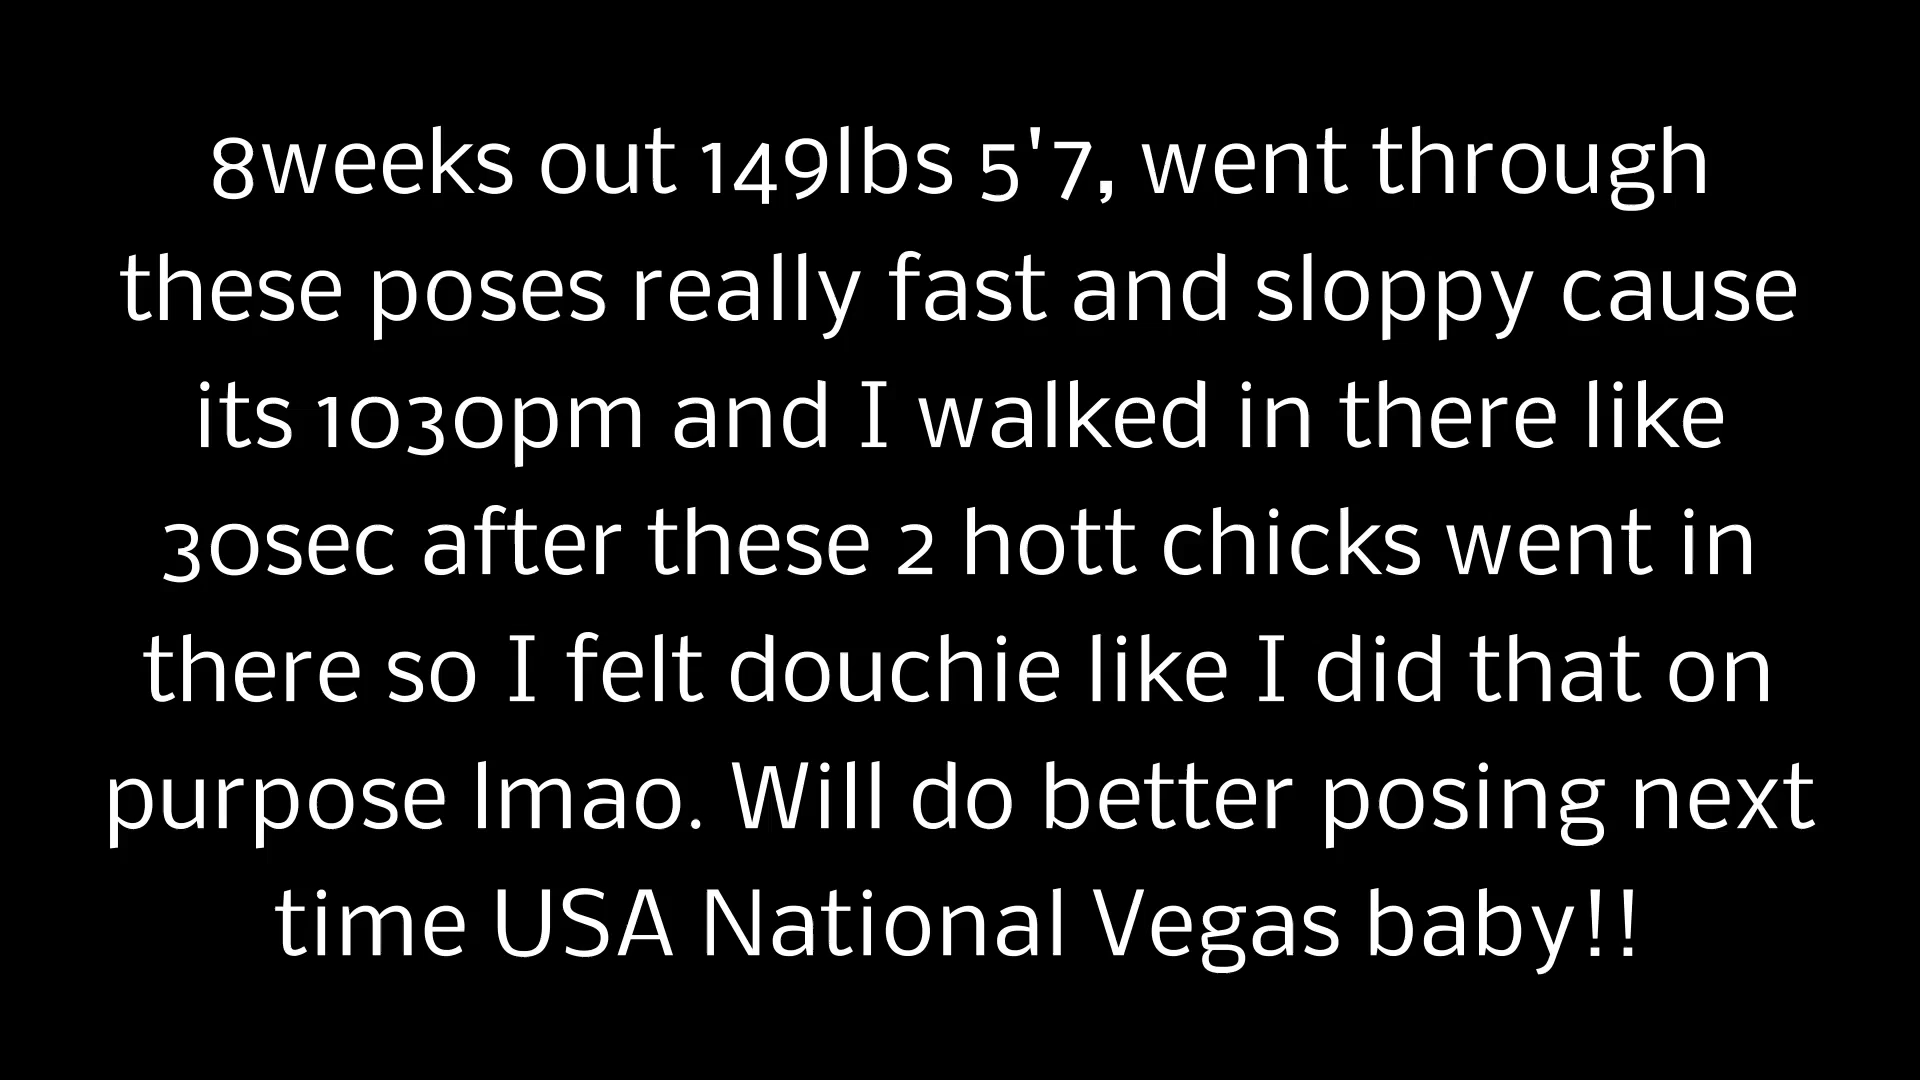 8weeks out 149lbs 5'7, went through
these poses really fast and sloppy cause
its 1030pm and I walked in there like
30sec after these 2 hott chicks went in
there so I felt douchie like I did that on
purpose lmao. Will do better posing next
time USA National Vegas baby!!